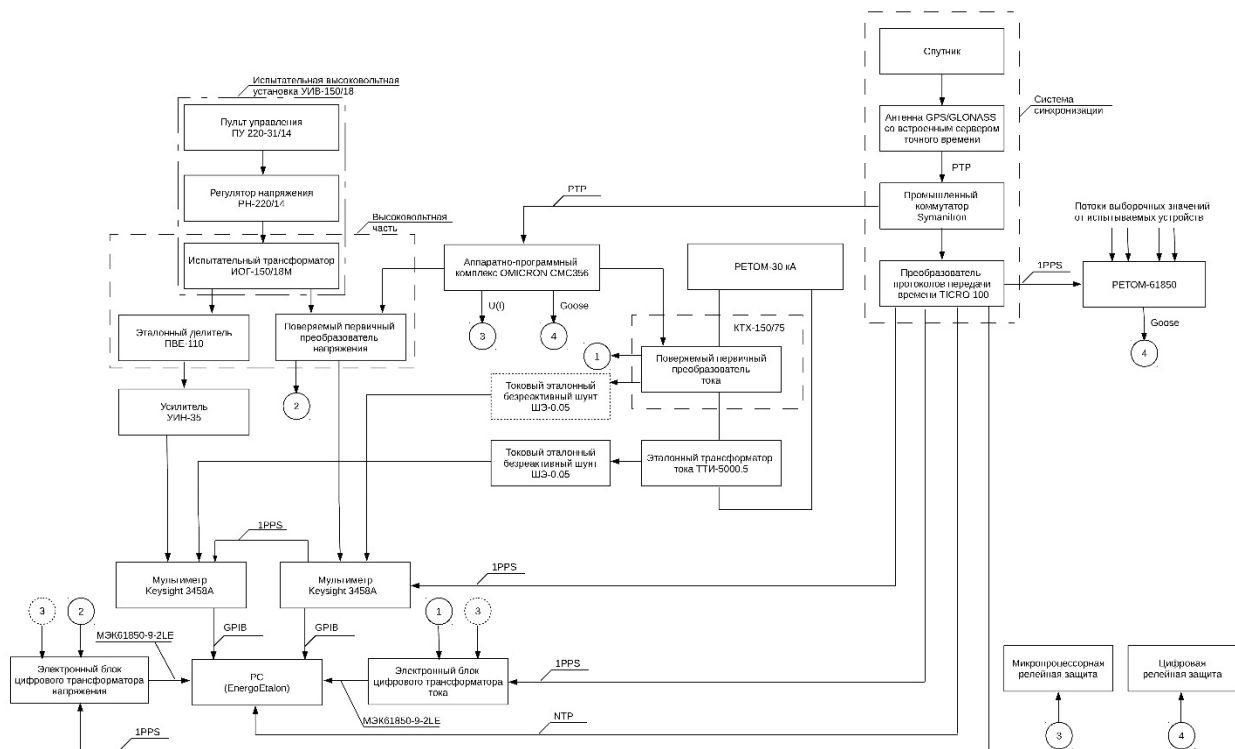 Спутник
Испытательная высоковольтная
установка УИВ-150/18
Система
синхронизации
Пульт управления
ПУ 220-31/14
Антенна GPS/GLONASS
со встроенным сервером
точного времени
PTP
Регулятор напряжения
РН-220/14
PTP
Промышленный
коммутатор
Symanitron
Высоковольтная
часть
Потоки выборочных значений
от испытываемых устройств
Испытательный трансформатор
ИОГ-150/18М
Аппаратно-программный
комплекс OMICRON CMC356
РЕТОМ-30 кА
Преобразователь
протоколов передачи
времени TICRO 100
1PPS
РЕТОМ-61850
U(I)
Goose
Goose
Эталонный делитель
ПВЕ-110
Поверяемый первичный
преобразователь
напряжения
3
4
КТХ-150/75
4
1
Поверяемый первичный
преобразователь
тока
2
Токовый эталонный
безреактивный шунт
ШЭ-0.05
Усилитель
УИН-35
Токовый эталонный
безреактивный шунт
ШЭ-0.05
Эталонный трансформатор
тока ТТИ-5000.5
1PPS
1PPS
Мультиметр
Keysight 3458A
Мультиметр
Keysight 3458A
3
2
1
3
GPIB
GPIB
МЭК61850-9-2LE
Электронный блок
цифрового трансформатора
напряжения
PC
(EnergoEtalon)
Электронный блок
цифрового трансформатора
тока
1PPS
Микропроцессорная
релейная защита
Цифровая
релейная защита
МЭК61850-9-2LE
NTP
3
4
1PPS